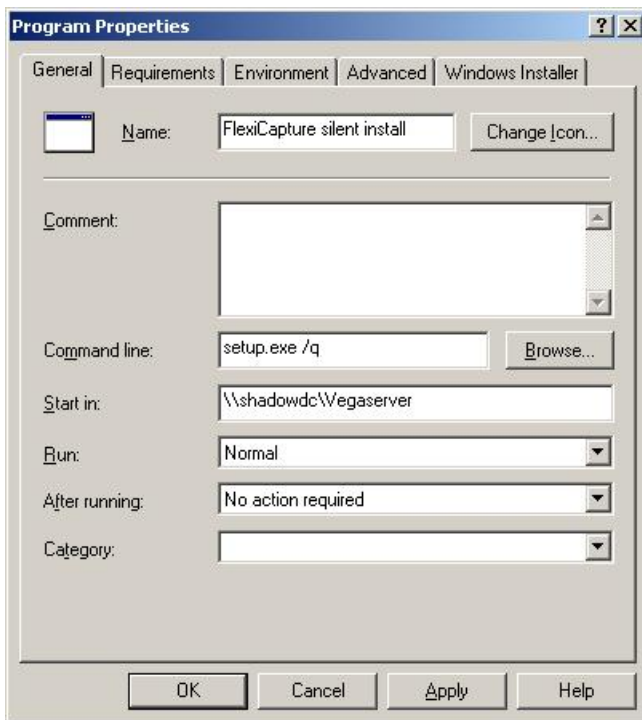 Program Properties
General Requirements Environment Advanced Windows Installer
Name: FlexiCapture silent install Change Icon...
Comment:
Command line: setup.exe /q Browse...
Start in: \\shadowdc\Vegaserver
Run: Normal
After running: No action required
Category:
OK Cancel Apply Help